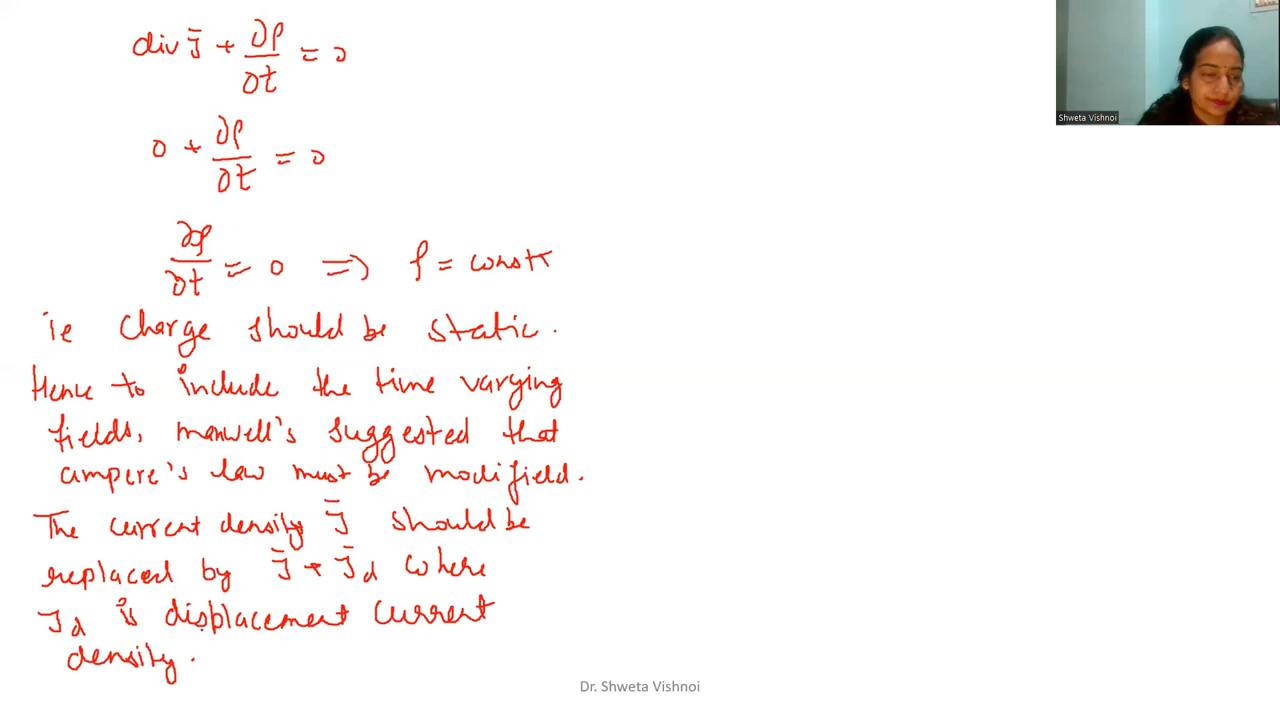 div J̄ + ∂ρ/∂t = 0
0 + ∂ρ/∂t = 0
∂ρ/∂t = 0 ⟹ ρ = constt
ie charge should be static.
Hence to include the time varying
fields, maxwell's suggested that
ampere's law must be modifield.
The current density J̄ should be
replaced by J̄ + J̄d where
Jd is displacement current
density.
Shweta Vishnoi
Dr. Shweta Vishnoi